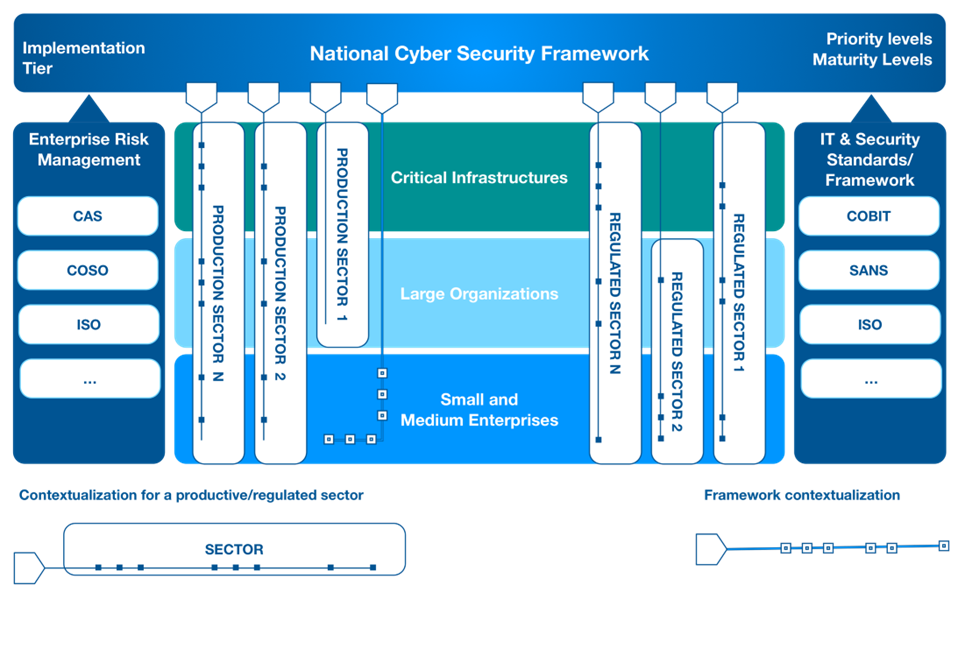 Implementation
Tier
National Cyber Security Framework
Priority levels
Maturity Levels
Enterprise Risk
Management
CAS
COSO
ISO
...
PRODUCTION SECTOR N
PRODUCTION SECTOR 2
PRODUCTION SECTOR 1
Critical Infrastructures
Large Organizations
Small and
Medium Enterprises
REGULATED SECTOR N
REGULATED SECTOR 2
REGULATED SECTOR 1
IT & Security
Standards/
Framework
COBIT
SANS
ISO
...
Contextualization for a productive/regulated sector
SECTOR
Framework contextualization